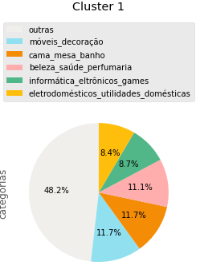 Cluster 1
outras
móveis_decoração
cama_mesa_banho
beleza_saúde_perfumaria
informática_eltrônicos_games
eletrodomésticos_utilidades_domésticas
8.4%
8.7%
48.2%
11.1%
11.7%
11.7%
categorias